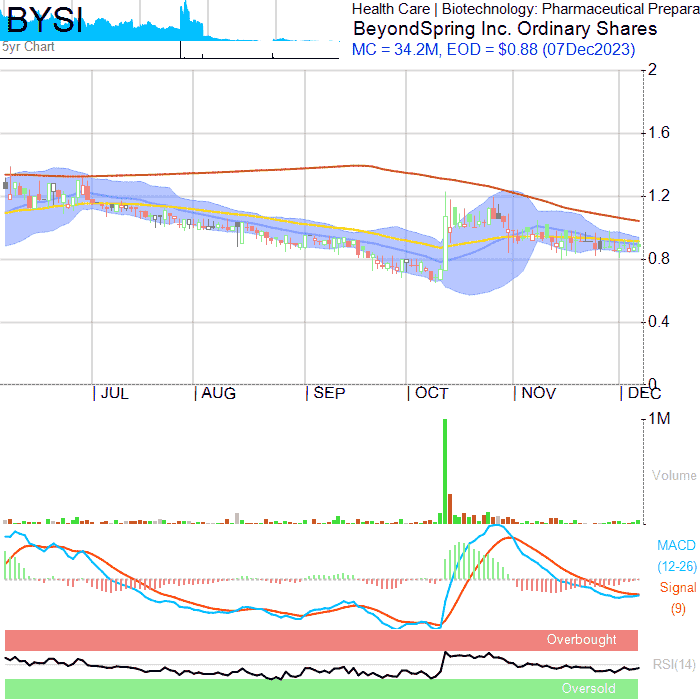 BYSI
5yr Chart
Health Care | Biotechnology: Pharmaceutical Prepara
BeyondSpring Inc. Ordinary Shares
MC = 34.2M, EOD = $0.88 (07Dec2023)
2
1.6
1.2
0.8
0.4
0
JUL
AUG
SEP
OCT
NOV
DEC
1M
Volume
MACD
(12-26)
Signal
(9)
Overbought
RSI(14)
Oversold